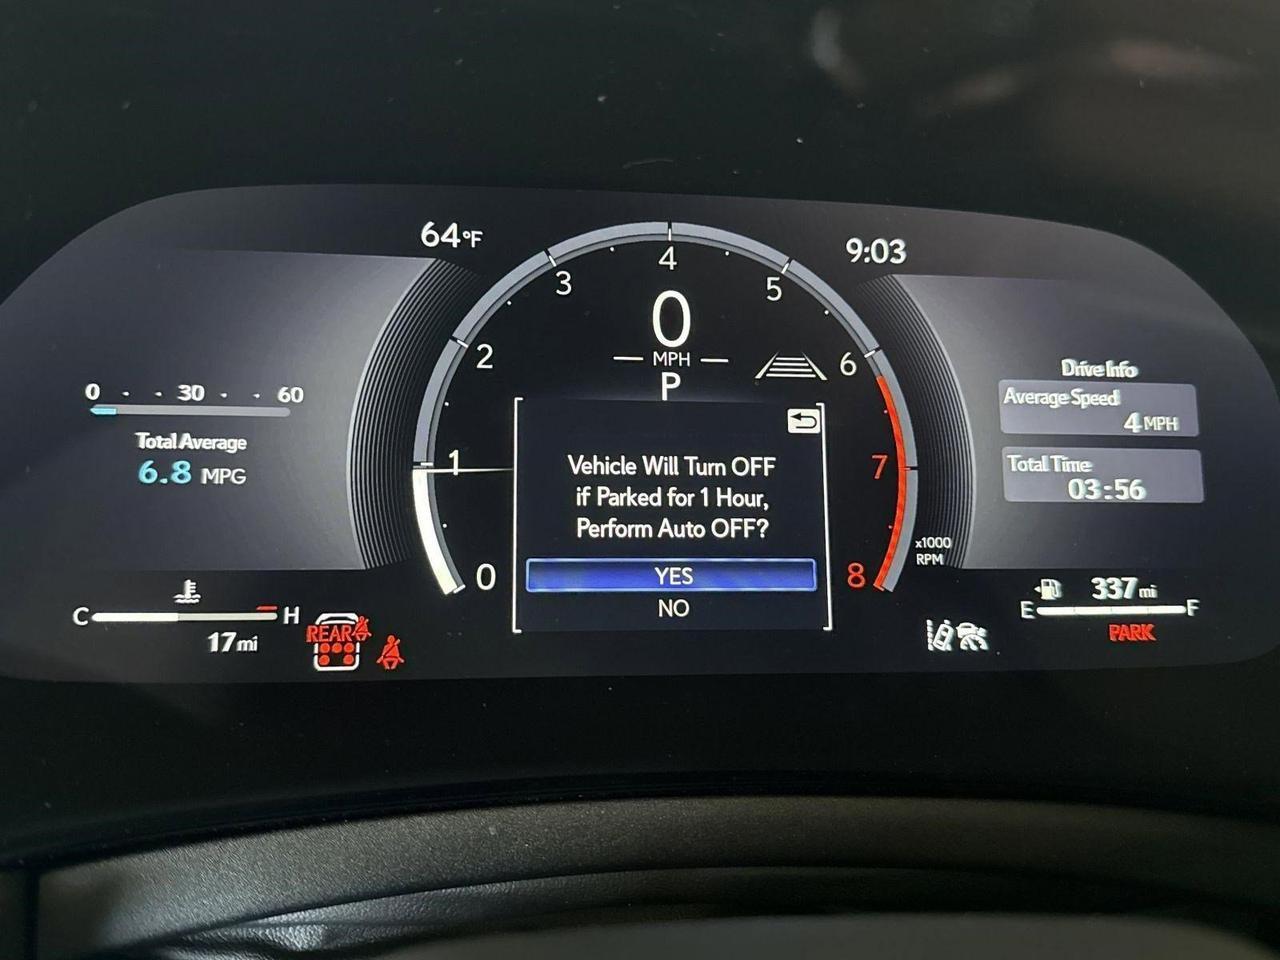 64°F
9:03
0 30 60
Total Average
6.8 MPG
0
1
2
3
4
5
6
7
8
x1000
RPM
0
MPH
P
Vehicle Will Turn OFF
if Parked for 1 Hour,
Perform Auto OFF?
YES
NO
Drive Info
Average Speed
4 MPH
Total Time
03:56
C H
17 mi
REAR
337 mi
E F
PARK